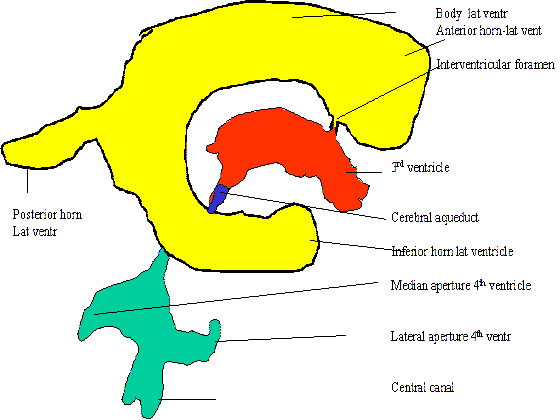 Body lat ventr
Anterior horn-lat vent
Interventricular foramen
3rd ventricle
Posterior horn
Lat ventr
Cerebral aqueduct
Inferior horn lat ventricle
Median aperture 4th ventricle
Lateral aperture 4th ventr
Central canal